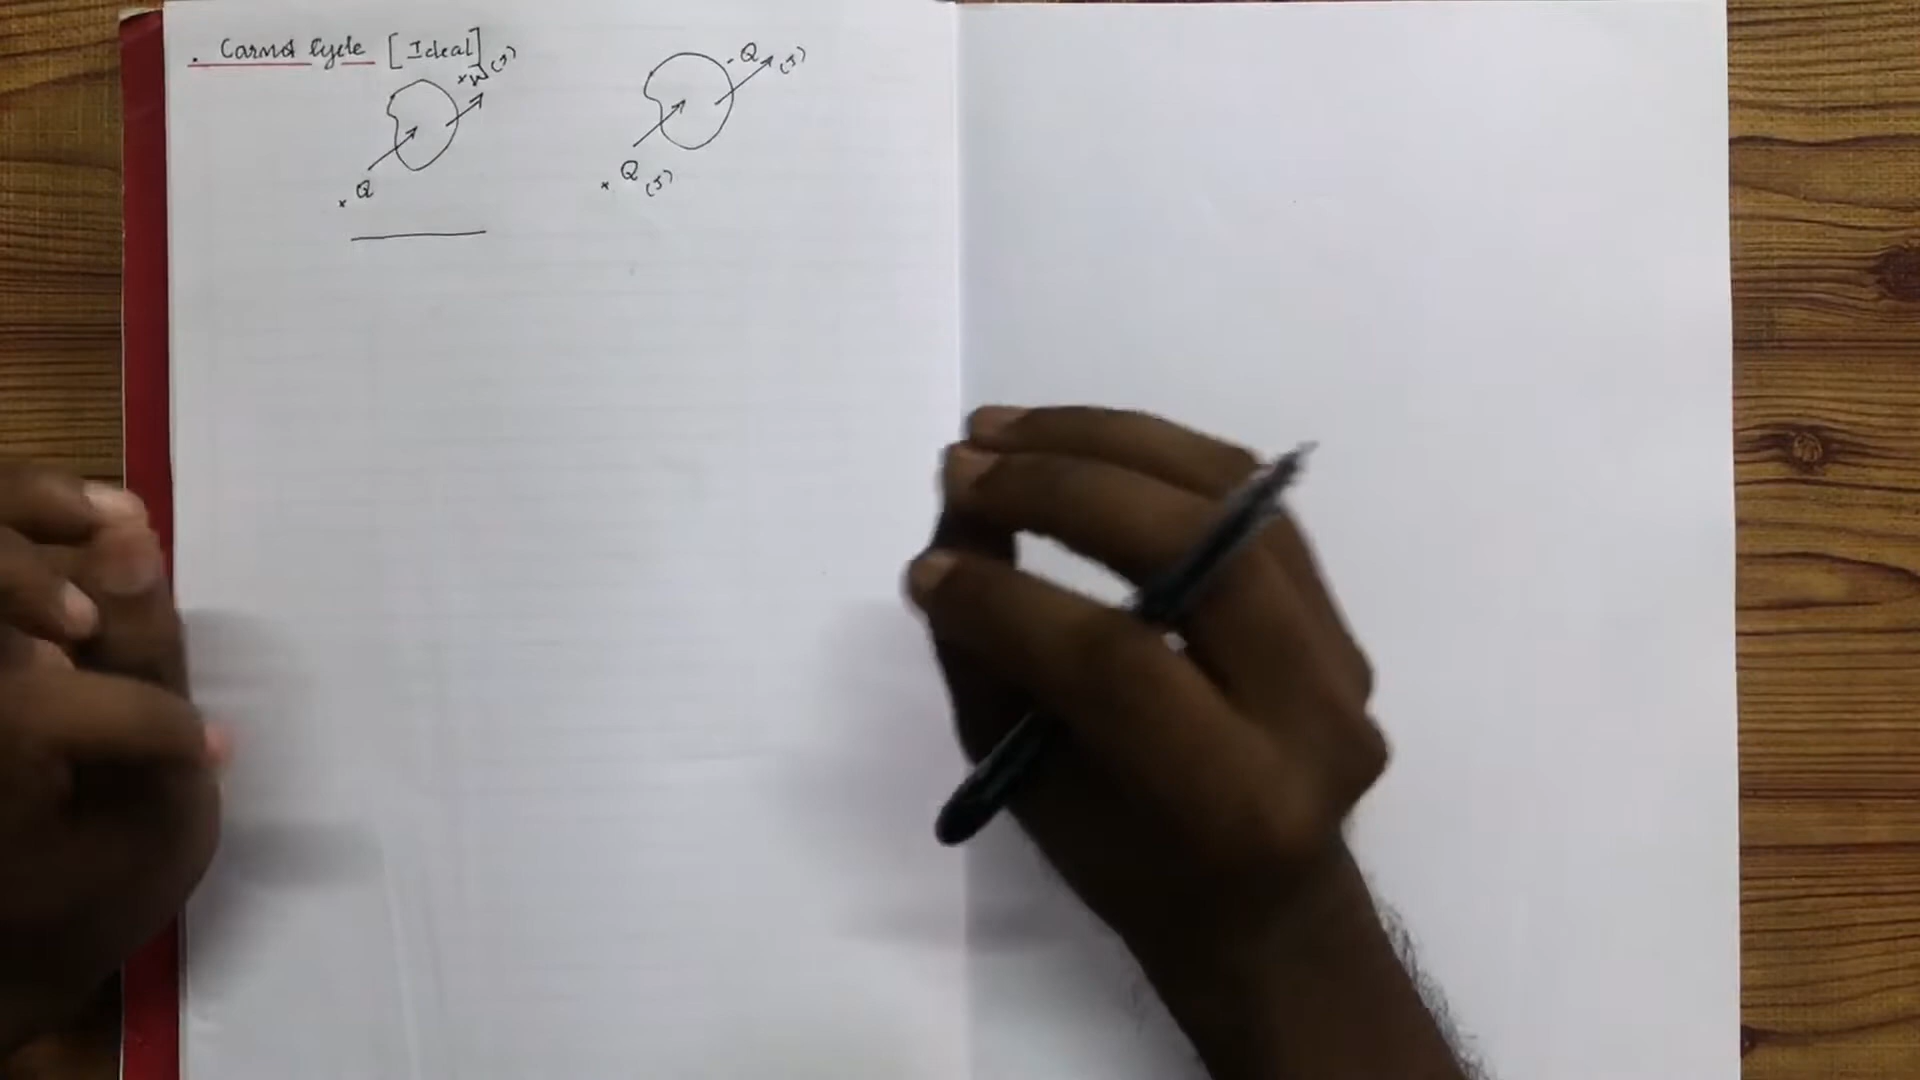 . Carnot Cycle [Ideal]
+W (J)
- Q (J)
+ Q
+ Q (J)